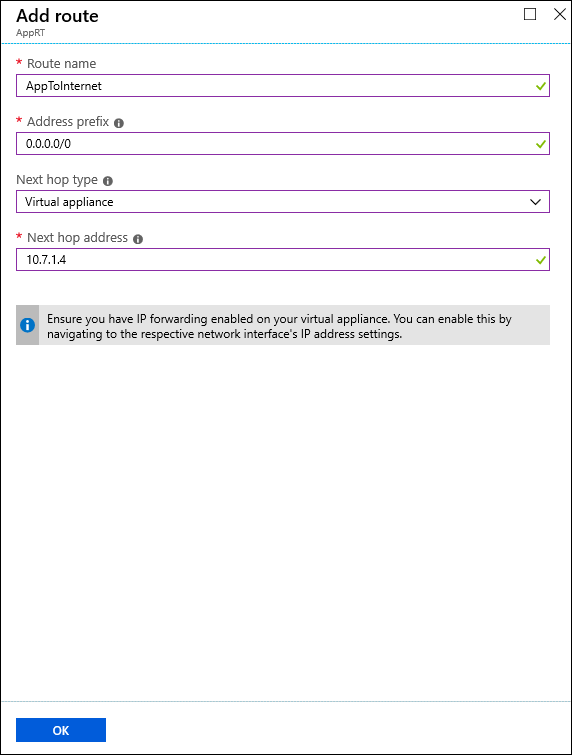 Add route
AppRT
* Route name
AppToInternet
* Address prefix
0.0.0.0/0
Next hop type
Virtual appliance
* Next hop address
10.7.1.4
Ensure you have IP forwarding enabled on your virtual appliance. You can enable this by
navigating to the respective network interface's IP address settings.
OK